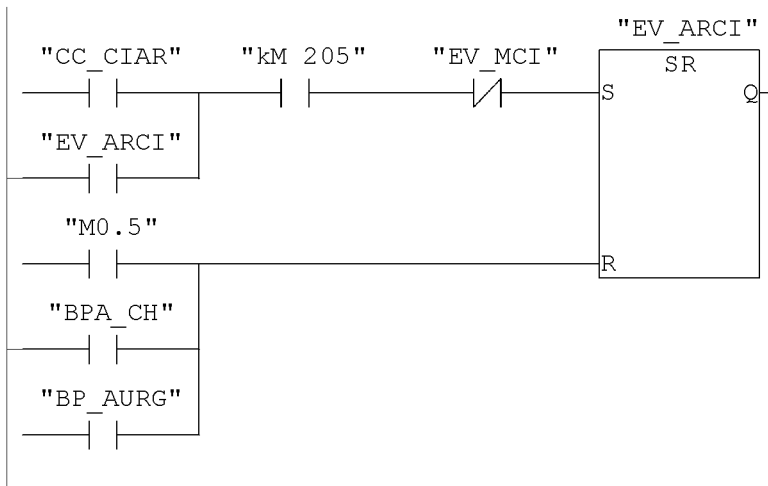 "EV_ARCI"
"CC_CIAR" "kM 205" "EV_MCI" SR
S Q
"EV_ARCI"
"M0.5"
R
"BPA_CH"
"BP_AURG"